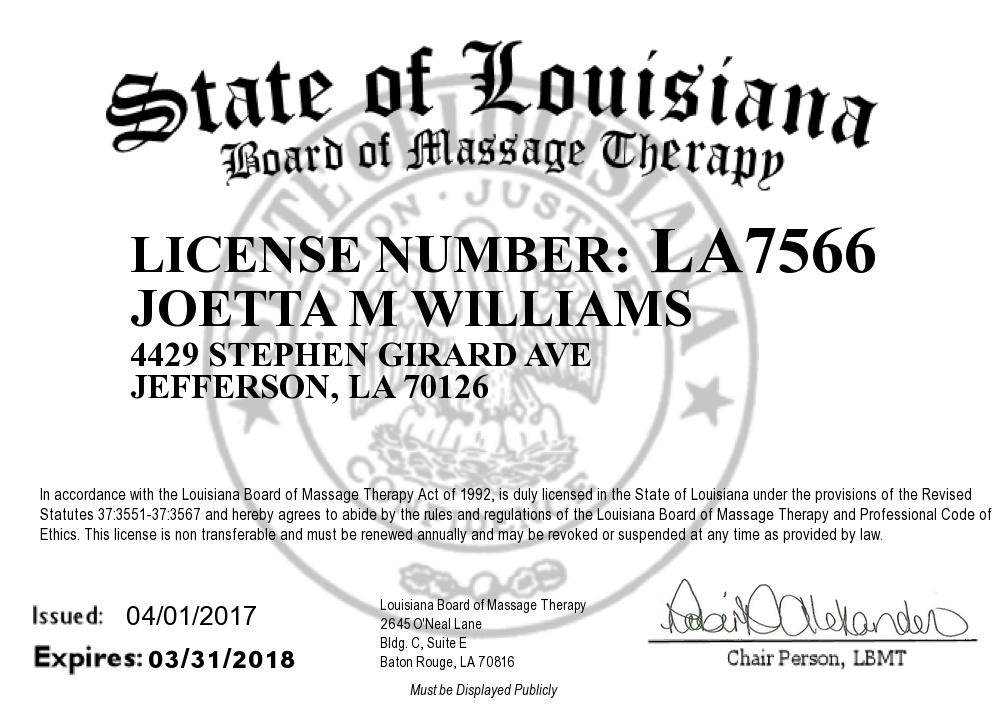 State of Louisiana
Board of Massage Therapy
LICENSE NUMBER: LA7566
JOETTA M WILLIAMS
4429 STEPHEN GIRARD AVE
JEFFERSON, LA 70126
STATE OF LOUISIANA
UNION · JUSTICE
CONFIDENCE
In accordance with the Louisiana Board of Massage Therapy Act of 1992, is duly licensed in the State of Louisiana under the provisions of the Revised
Statutes 37:3551-37:3567 and hereby agrees to abide by the rules and regulations of the Louisiana Board of Massage Therapy and Professional Code of
Ethics. This license is non transferable and must be renewed annually and may be revoked or suspended at any time as provided by law.
Issued: 04/01/2017
Expires: 03/31/2018
Louisiana Board of Massage Therapy
2645 O'Neal Lane
Bldg. C, Suite E
Baton Rouge, LA 70816
Must be Displayed Publicly
Alexander
Chair Person, LBMT